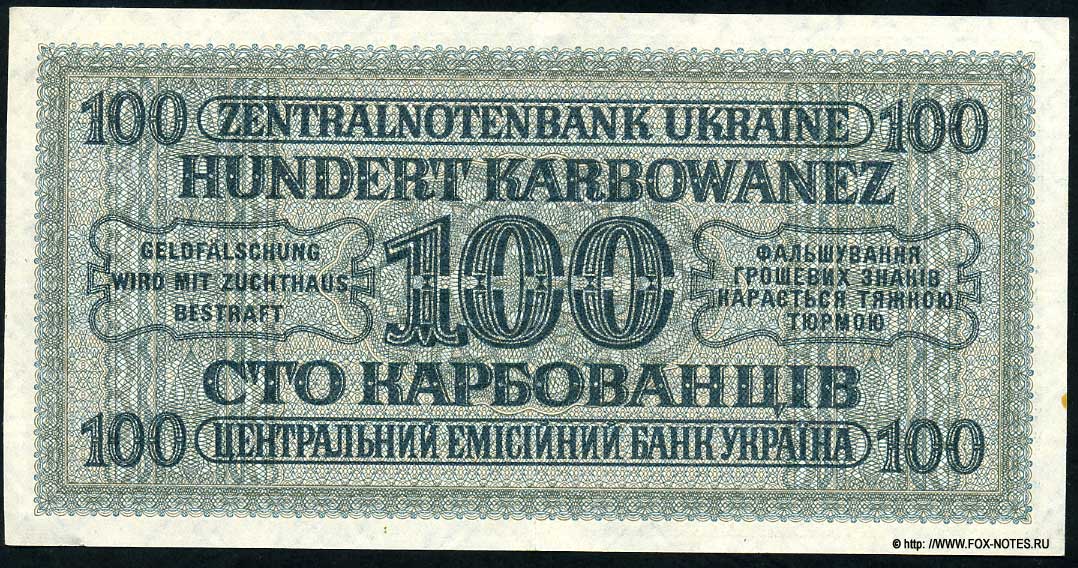 100 ZENTRALNOTENBANK UKRAINE 100
HUNDERT KARBOWANEZ
GELDFÄLSCHUNG
WIRD MIT ZUCHTHAUS
BESTRAFT
100
ФАЛЬШУВАННЯ
ГРОШЕВИХ ЗНАКІВ
КАРАЄТЬСЯ ТЯЖКОЮ
ТЮРМОЮ
СТО КАРБОВАНЦІВ
100 ЦЕНТРАЛЬНИЙ ЕМІСІЙНИЙ БАНК УКРАЇНА 100
© http: //WWW.FOX-NOTES.RU